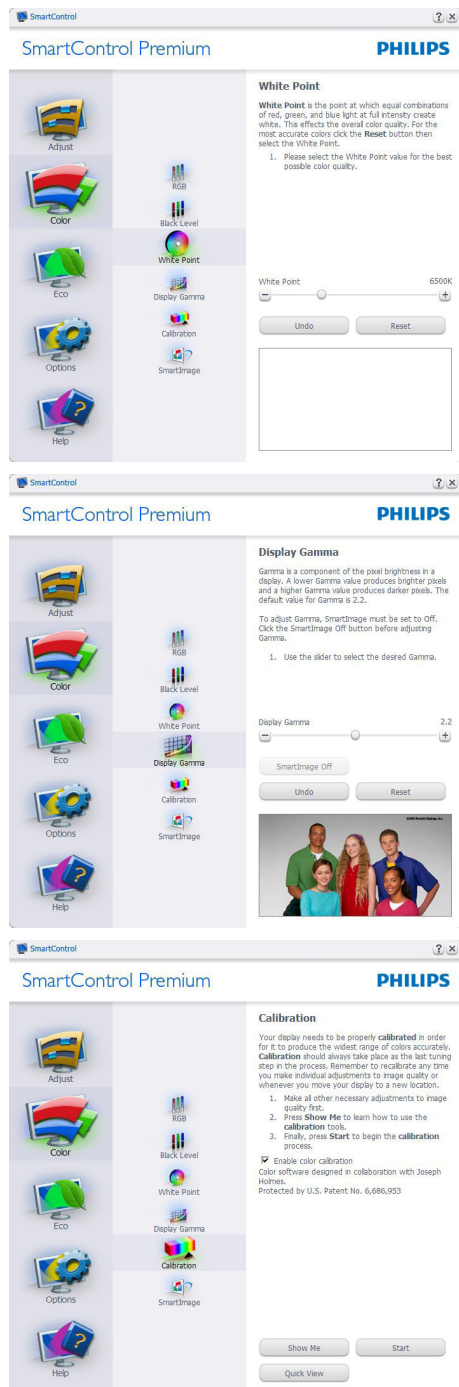 SmartControl
SmartControl Premium
PHILIPS
Adjust
Color
Eco
Options
Help
RGB
Black Level
White Point
Display Gamma
Calibration
SmartImage
White Point
White Point is the point at which equal combinations
of red, green, and blue light at full intensity create
white. This effects the overall color quality. For the
most accurate colors click the Reset button then
select the White Point.
1. Please select the White Point value for the best
possible color quality.
White Point 6500K
Undo Reset
SmartControl
SmartControl Premium
PHILIPS
Adjust
Color
Eco
Options
Help
RGB
Black Level
White Point
Display Gamma
Calibration
SmartImage
Display Gamma
Gamma is a component of the pixel brightness in a
display. A lower Gamma value produces brighter pixels
and a higher Gamma value produces darker pixels. The
default value for Gamma is 2.2.
To adjust Gamma, SmartImage must be set to Off.
Click the SmartImage Off button before adjusting
Gamma.
1. Use the slider to select the desired Gamma.
Display Gamma 2.2
SmartImage Off
Undo Reset
SmartControl
SmartControl Premium
PHILIPS
Adjust
Color
Eco
Options
Help
RGB
Black Level
White Point
Display Gamma
Calibration
SmartImage
Calibration
Your display needs to be properly calibrated in order
for it to produce the widest range of colors accurately.
Calibration should always take place as the last tuning
step in the process. Remember to recalibrate any time
you make individual adjustments to image quality or
whenever you move your display to a new location.
1. Make all other necessary adjustments to image
quality first.
2. Press Show Me to learn how to use the
calibration tools.
3. Finally, press Start to begin the calibration
process.
Enable color calibration
Color software designed in collaboration with Joseph
Holmes.
Protected by U.S. Patent No. 6,686,953
Show Me Start
Quick View